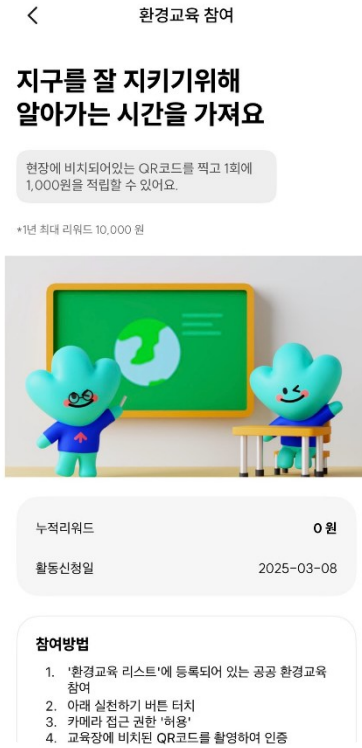 환경교육 참여
지구를 잘 지키기위해
알아가는 시간을 가져요
현장에 비치되어있는 QR코드를 찍고 1회에
1,000원을 적립할 수 있어요.
*1년 최대 리워드 10,000 원
누적리워드 0 원
활동신청일 2025-03-08
참여방법
1. '환경교육 리스트'에 등록되어 있는 공공 환경교육
참여
2. 아래 실천하기 버튼 터치
3. 카메라 접근 권한 '허용'
4. 교육장에 비치된 QR코드를 촬영하여 인증